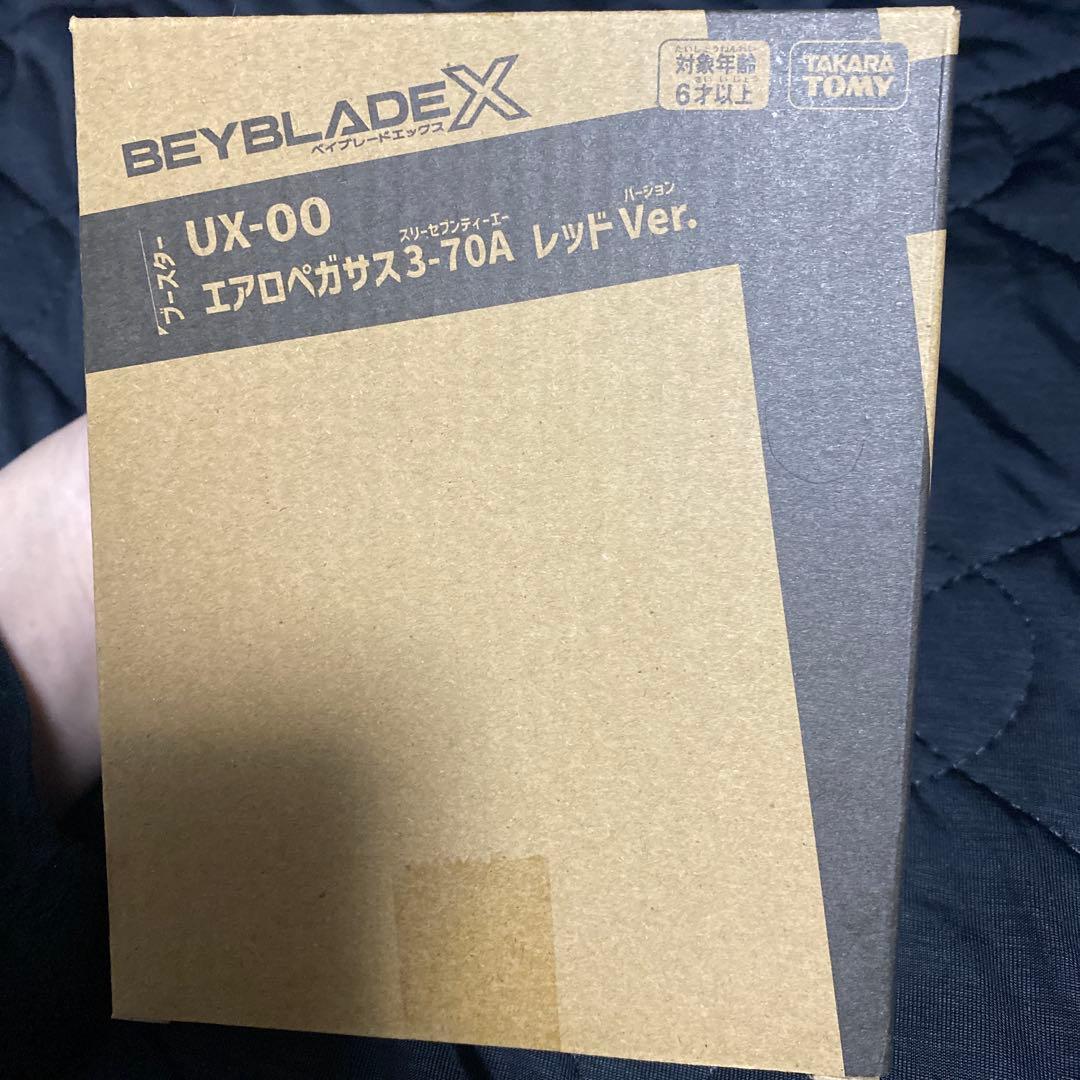 BEYBLADE X
ベイブレードエックス
たいしょうねんれい
対象年齢
さいいじょう
6才以上
TAKARA
TOMY
ブースター
UX-00
スリーセブンティーエー
バージョン
エアロペガサス3-70A レッド Ver.